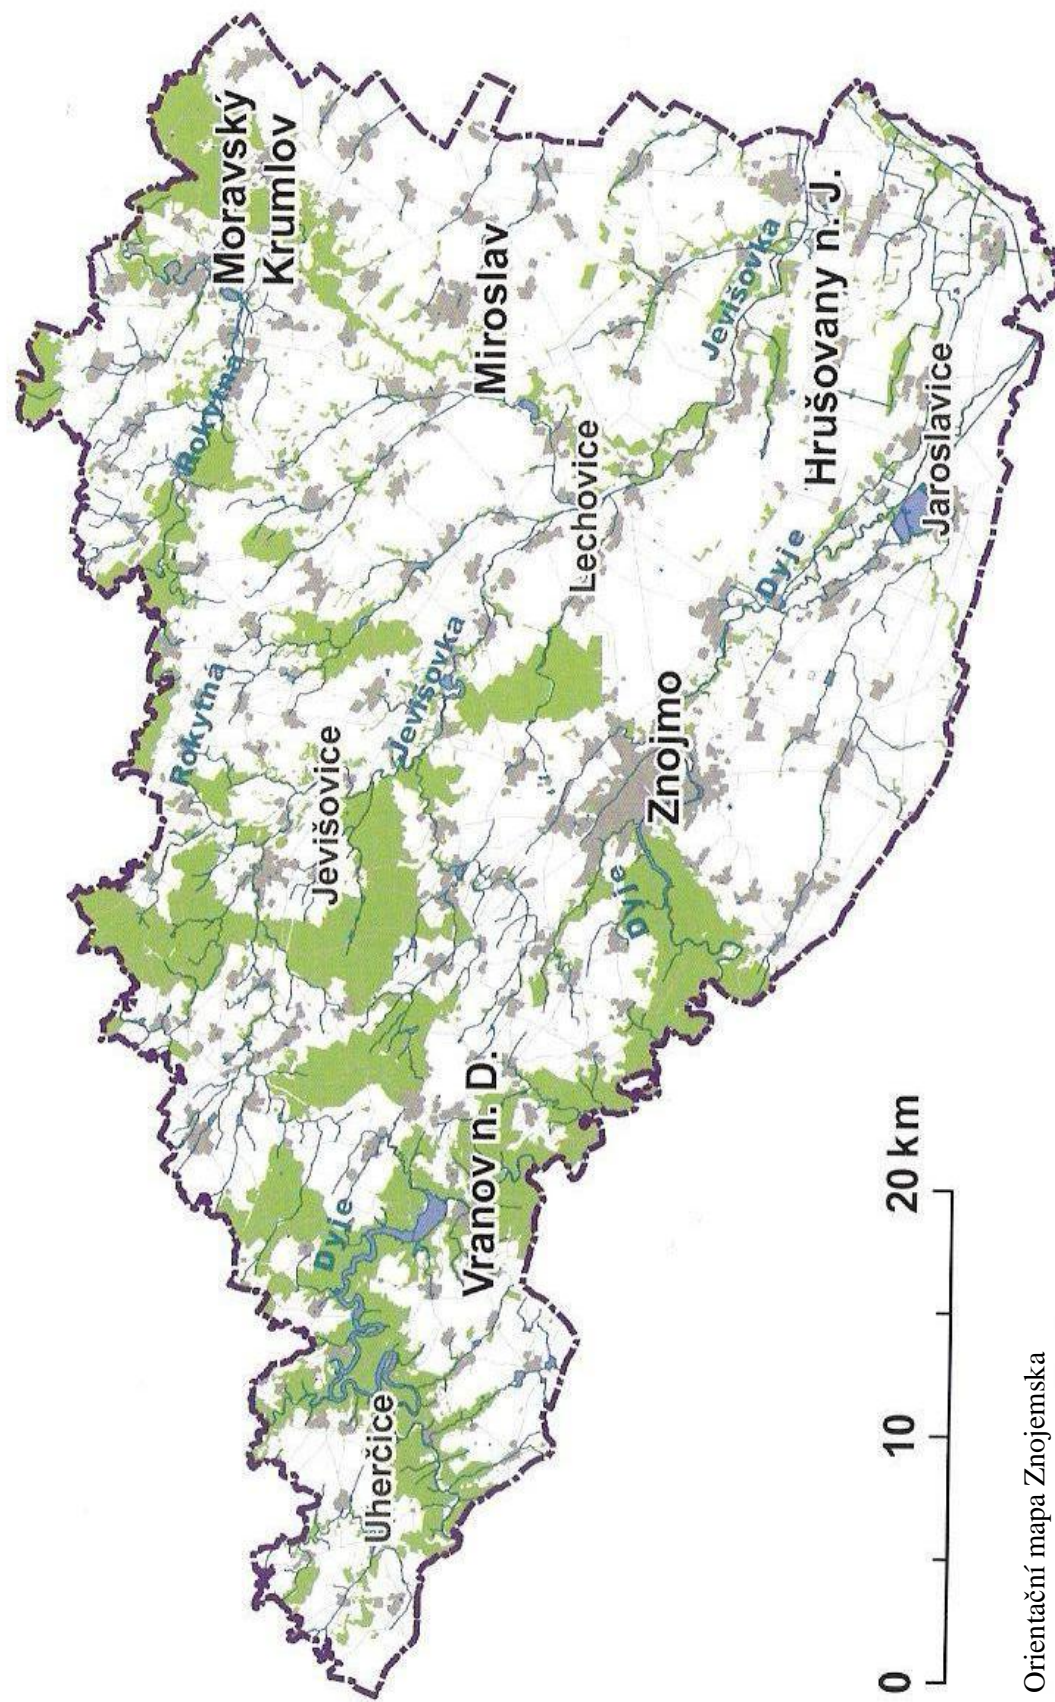 Moravský
Krumlov
Rokytná
Rokytná
Miroslav
Jevišovice
Jevišovka
Jevišovka
Lechovice
Hrušovany n. J.
Uherčice
Dyje
Vranov n. D.
Dyje
Znojmo
Dyje
Jaroslavice
0
10
20 km
Orientační mapa Znojemska